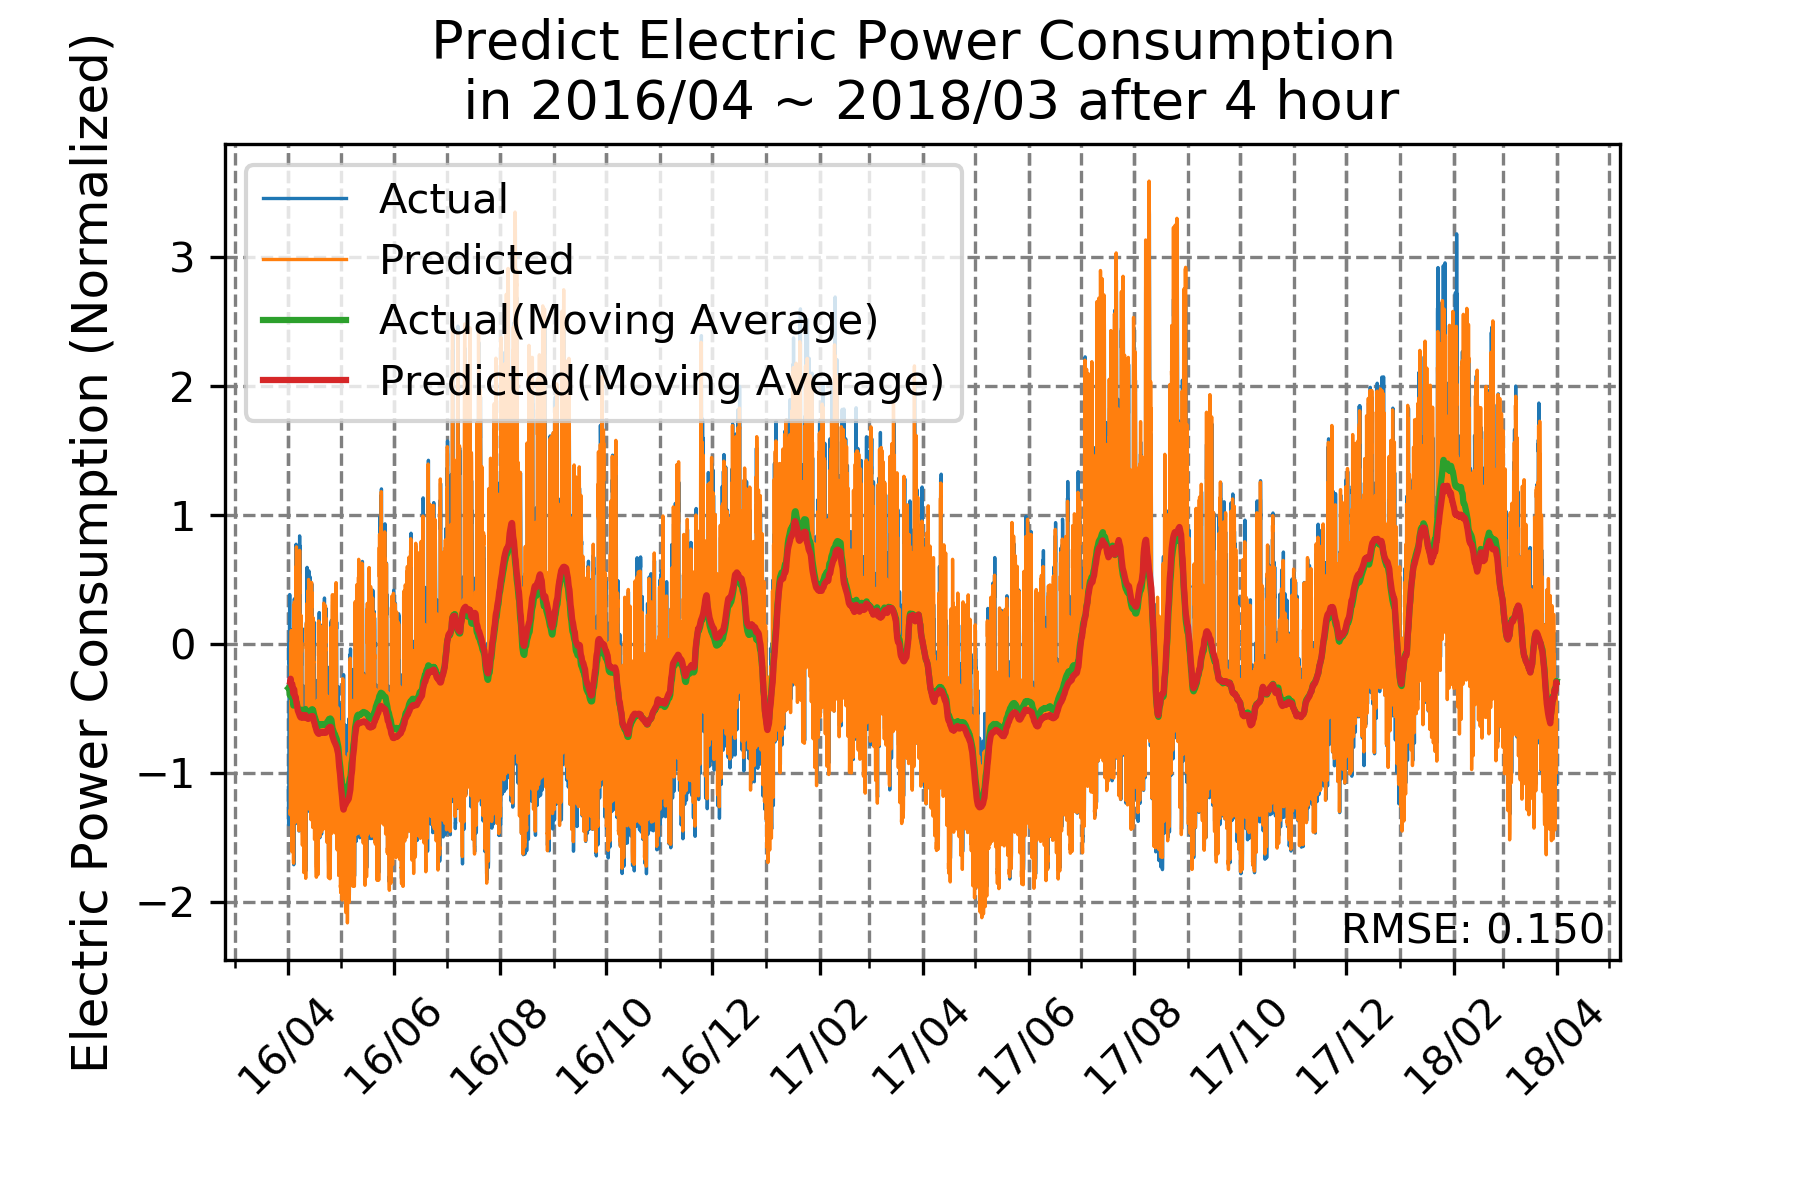 Predict Electric Power Consumption
in 2016/04 ~ 2018/03 after 4 hour
Electric Power Consumption (Normalized)
Actual
Predicted
Actual(Moving Average)
Predicted(Moving Average)
3
2
1
0
−1
−2
RMSE: 0.150
16/04
16/06
16/08
16/10
16/12
17/02
17/04
17/06
17/08
17/10
17/12
18/02
18/04